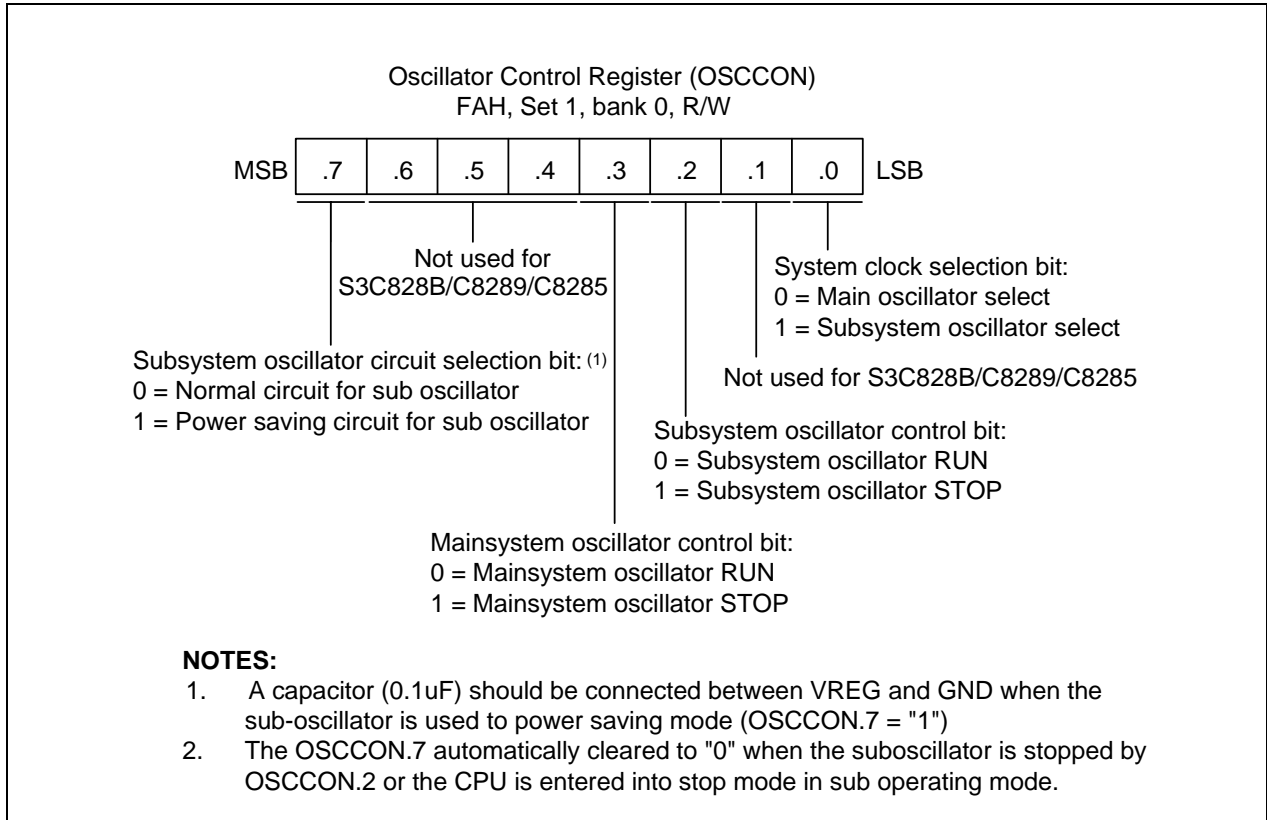 Oscillator Control Register (OSCCON)
FAH, Set 1, bank 0, R/W
MSB .7 .6 .5 .4 .3 .2 .1 .0 LSB
Not used for
S3C828B/C8289/C8285
System clock selection bit:
0 = Main oscillator select
1 = Subsystem oscillator select
Subsystem oscillator circuit selection bit: (1)
0 = Normal circuit for sub oscillator
1 = Power saving circuit for sub oscillator
Not used for S3C828B/C8289/C8285
Subsystem oscillator control bit:
0 = Subsystem oscillator RUN
1 = Subsystem oscillator STOP
Mainsystem oscillator control bit:
0 = Mainsystem oscillator RUN
1 = Mainsystem oscillator STOP
NOTES:
1. A capacitor (0.1uF) should be connected between VREG and GND when the
sub-oscillator is used to power saving mode (OSCCON.7 = "1")
2. The OSCCON.7 automatically cleared to "0" when the suboscillator is stopped by
OSCCON.2 or the CPU is entered into stop mode in sub operating mode.